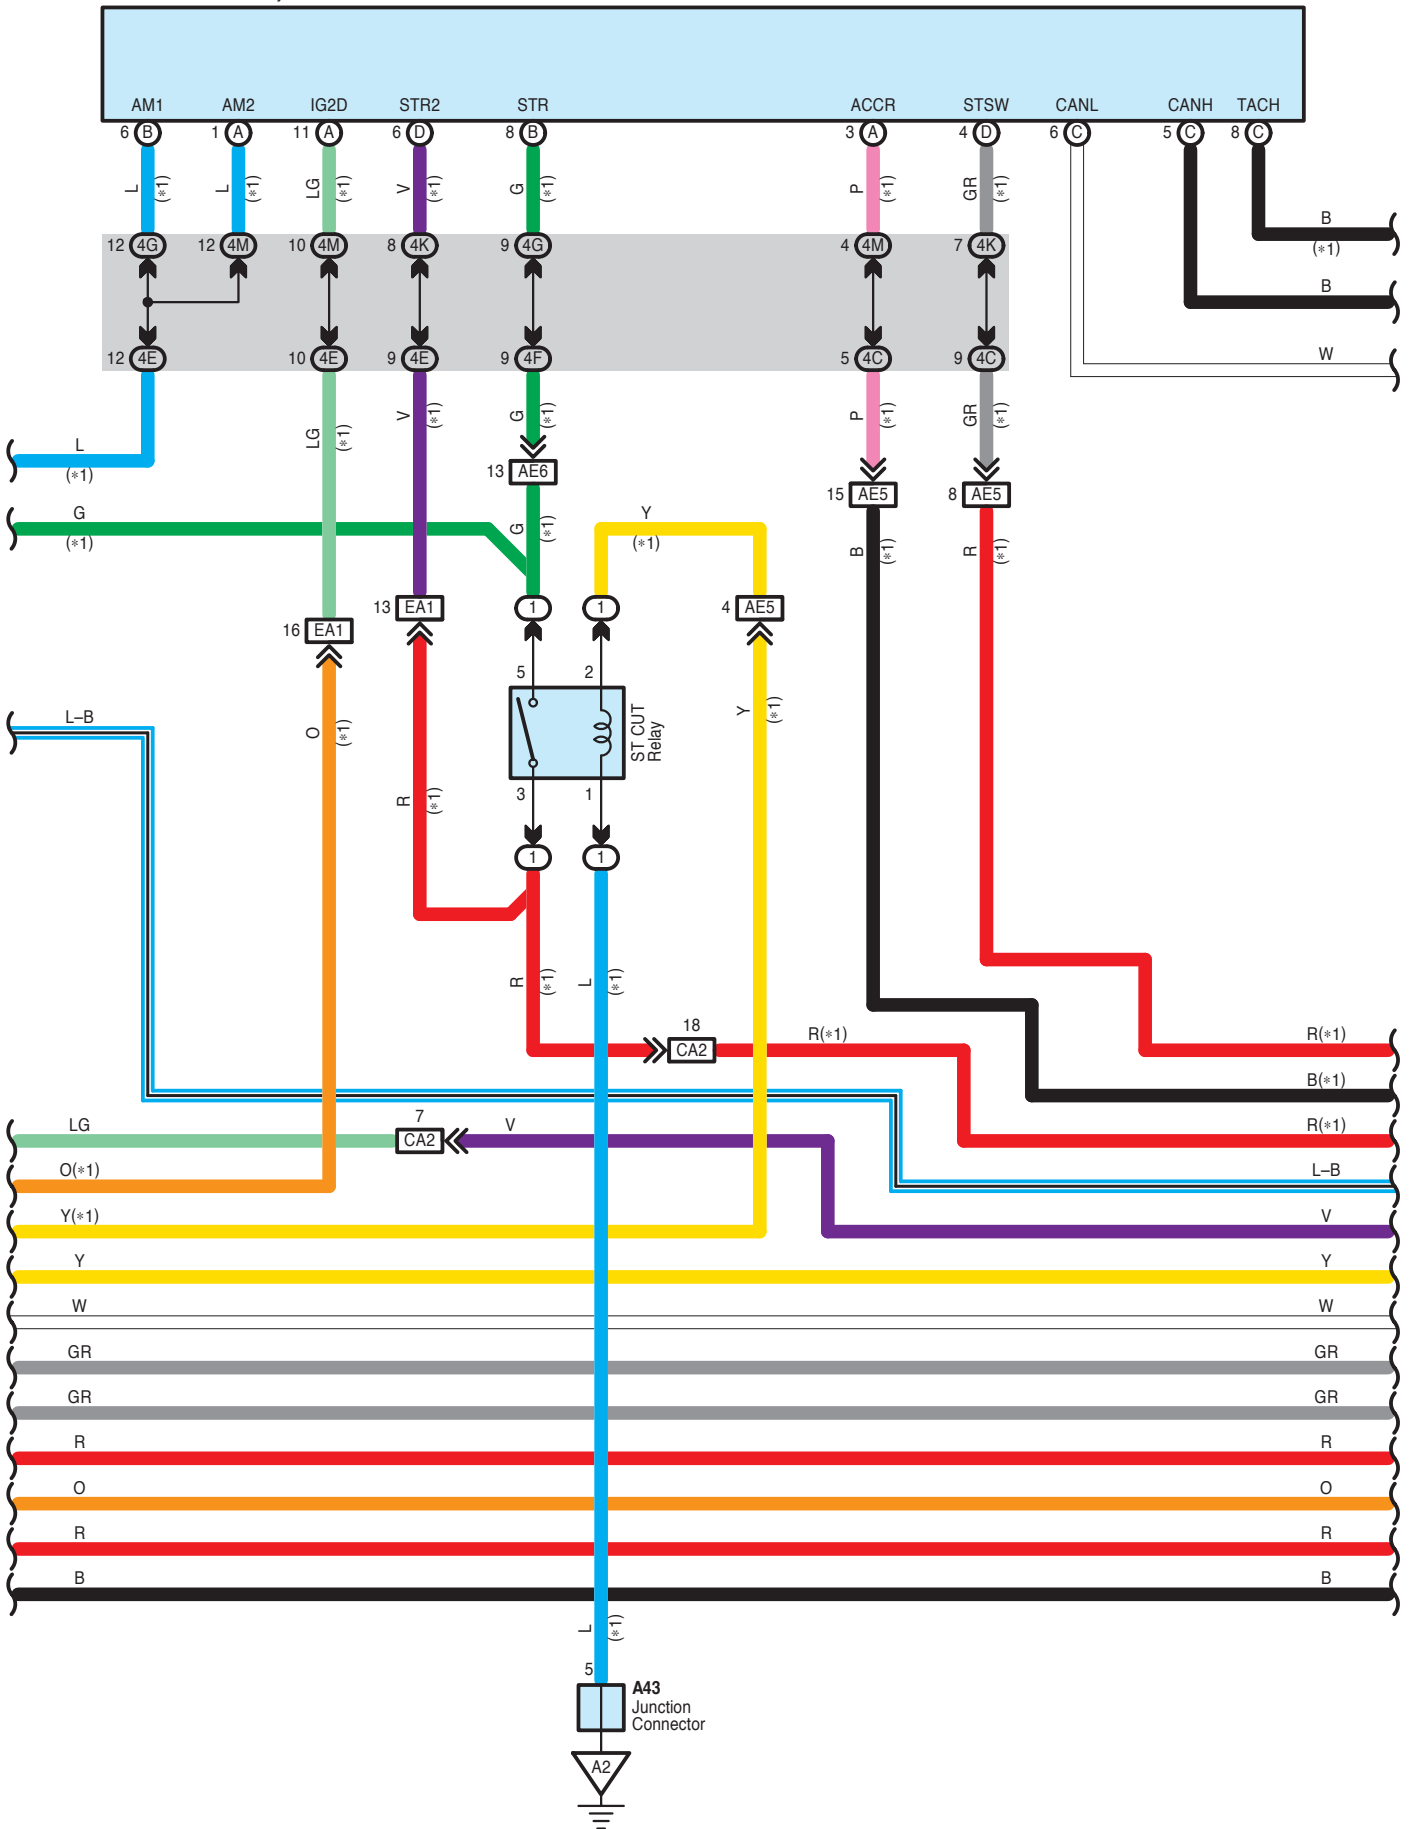 AM1 AM2 IG2D STR2 STR ACCR STSW CANL CANH TACH
6 B 1 A 11 A 6 D 8 B 3 A 4 D 6 C 5 C 8 C
L (*1) L (*1) LG (*1) V (*1) G (*1) P (*1) GR (*1)
B
(*1)
12 4G 12 4M 10 4M 8 4K 9 4G 4 4M 7 4K
B
12 4E 10 4E 9 4E 9 4F 5 4C 9 4C
W
LG (*1) V (*1) G (*1) P (*1) GR (*1)
L
(*1)
13 AE6
15 AE5 8 AE5
G
(*1)
G (*1)
Y
(*1)
B (*1) R (*1)
13 EA1 1 1 4 AE5
16 EA1
5 2
L–B
O (*1)
ST CUT
Relay
Y (*1)
R (*1)
3 1
1 1
R (*1) L (*1)
18
CA2
R(*1)
R(*1)
B(*1)
LG
7
CA2
V
R(*1)
O(*1)
L–B
Y(*1)
V
Y Y
W W
GR GR
GR GR
R R
O O
R R
B B
L (*1)
5
A43
Junction
Connector
A2